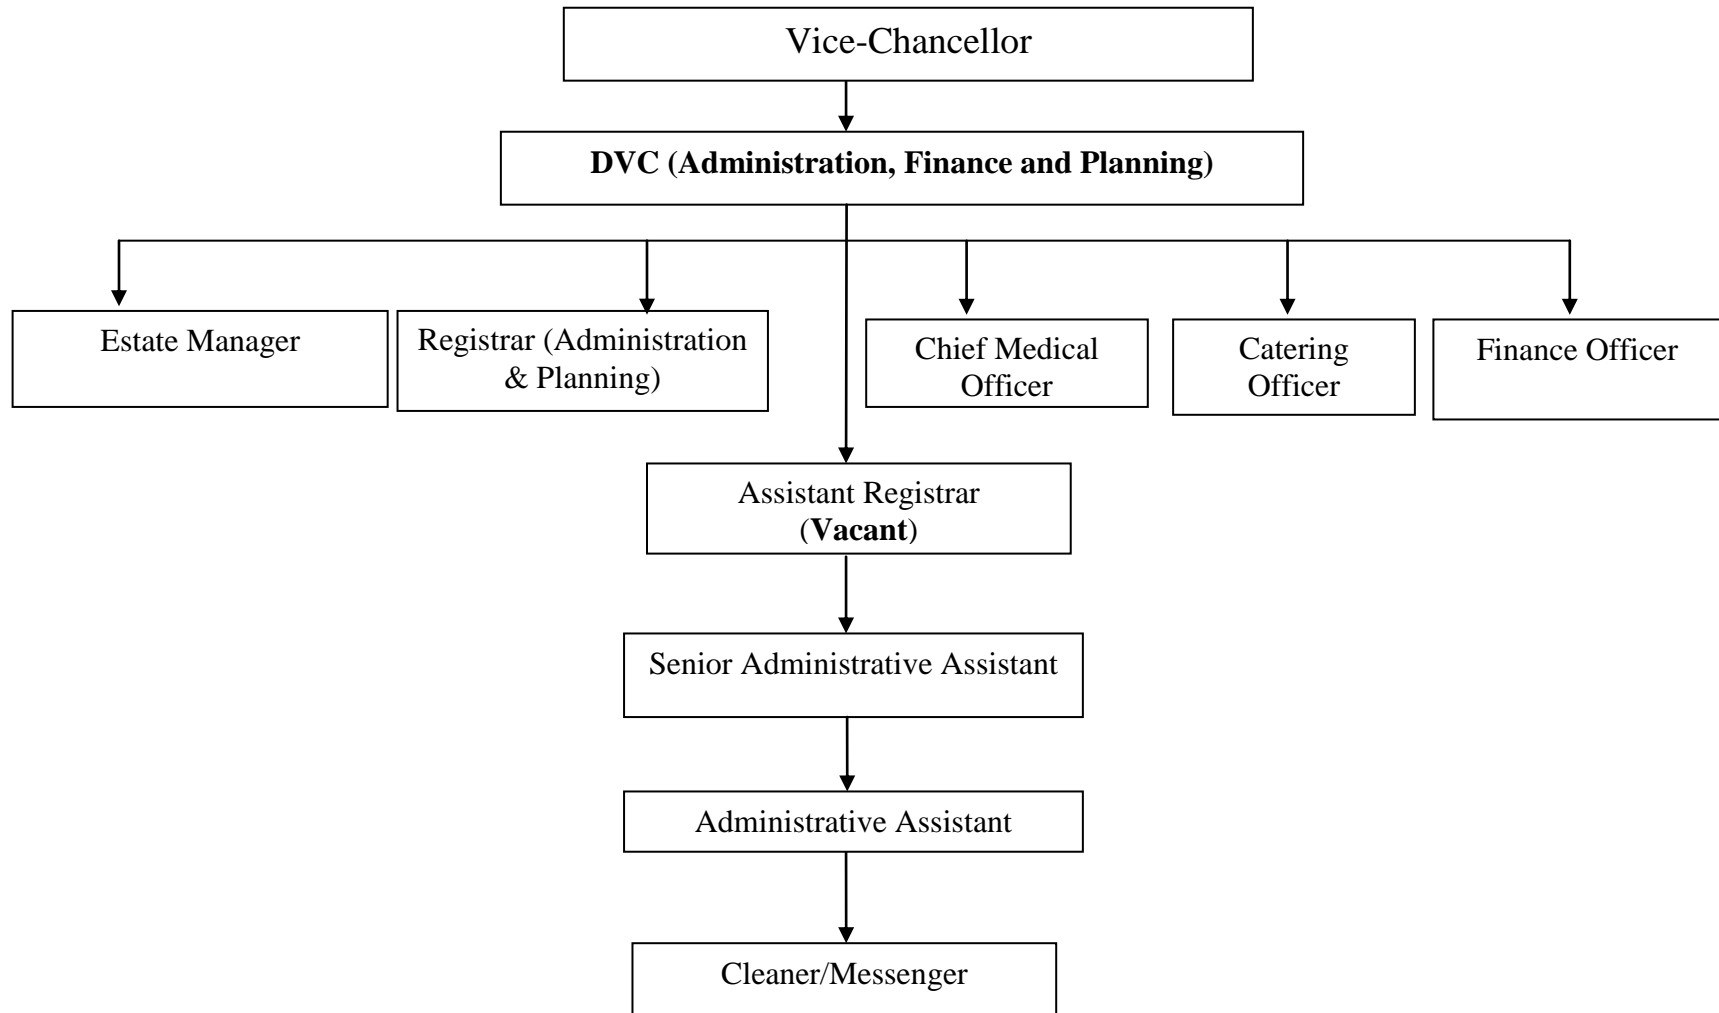 Vice-Chancellor
DVC (Administration, Finance and Planning)
Estate Manager
Registrar (Administration
& Planning)
Chief Medical
Officer
Catering
Officer
Finance Officer
Assistant Registrar
(Vacant)
Senior Administrative Assistant
Administrative Assistant
Cleaner/Messenger